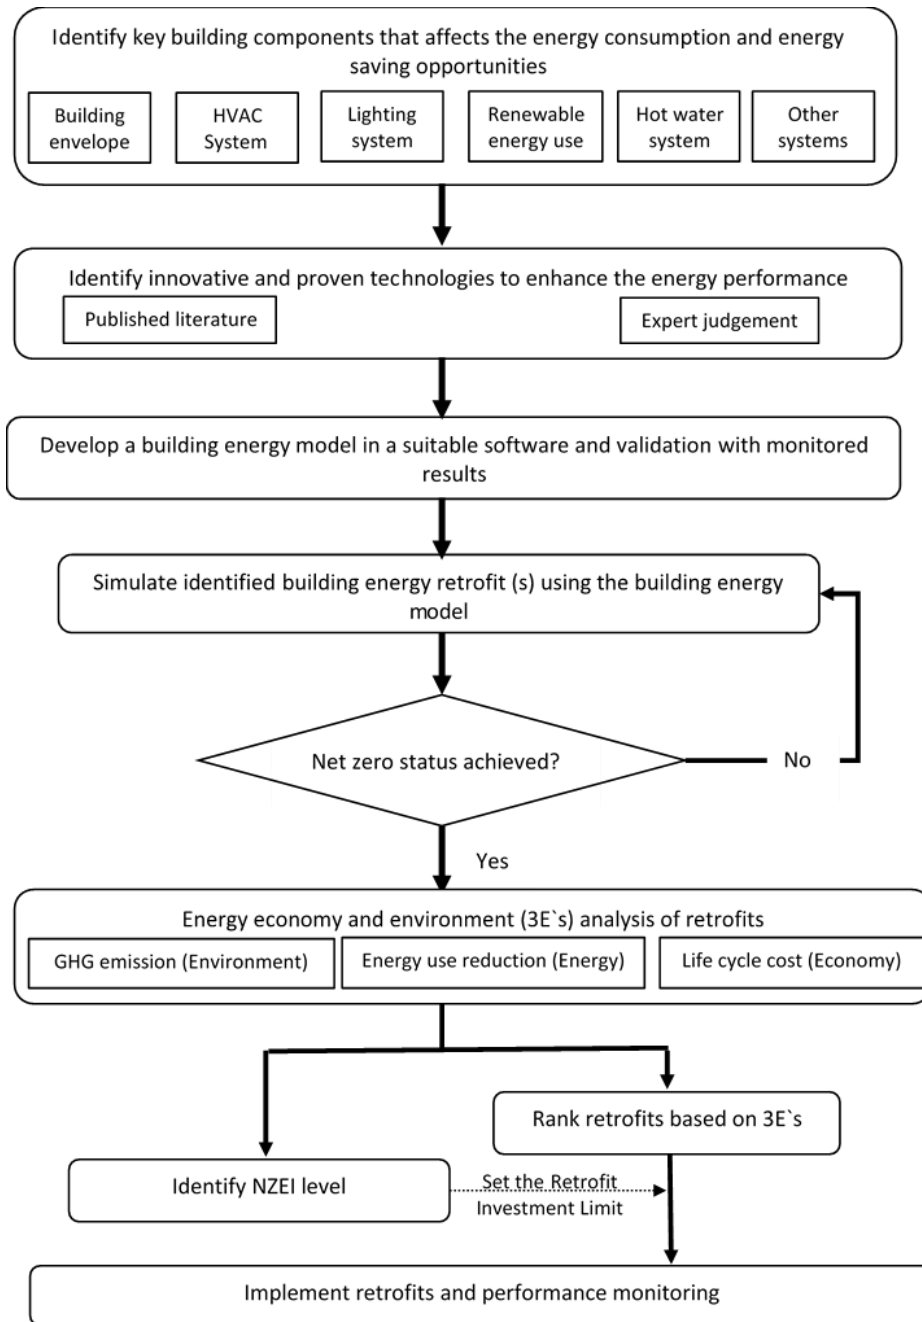 Identify key building components that affects the energy consumption and energy
saving opportunities
Building
envelope
HVAC
System
Lighting
system
Renewable
energy use
Hot water
system
Other
systems
Identify innovative and proven technologies to enhance the energy performance
Published literature
Expert judgement
Develop a building energy model in a suitable software and validation with monitored
results
Simulate identified building energy retrofit (s) using the building energy
model
Net zero status achieved?
No
Yes
Energy economy and environment (3E`s) analysis of retrofits
GHG emission (Environment)
Energy use reduction (Energy)
Life cycle cost (Economy)
Rank retrofits based on 3E`s
Identify NZEI level
Set the Retrofit
Investment Limit
Implement retrofits and performance monitoring